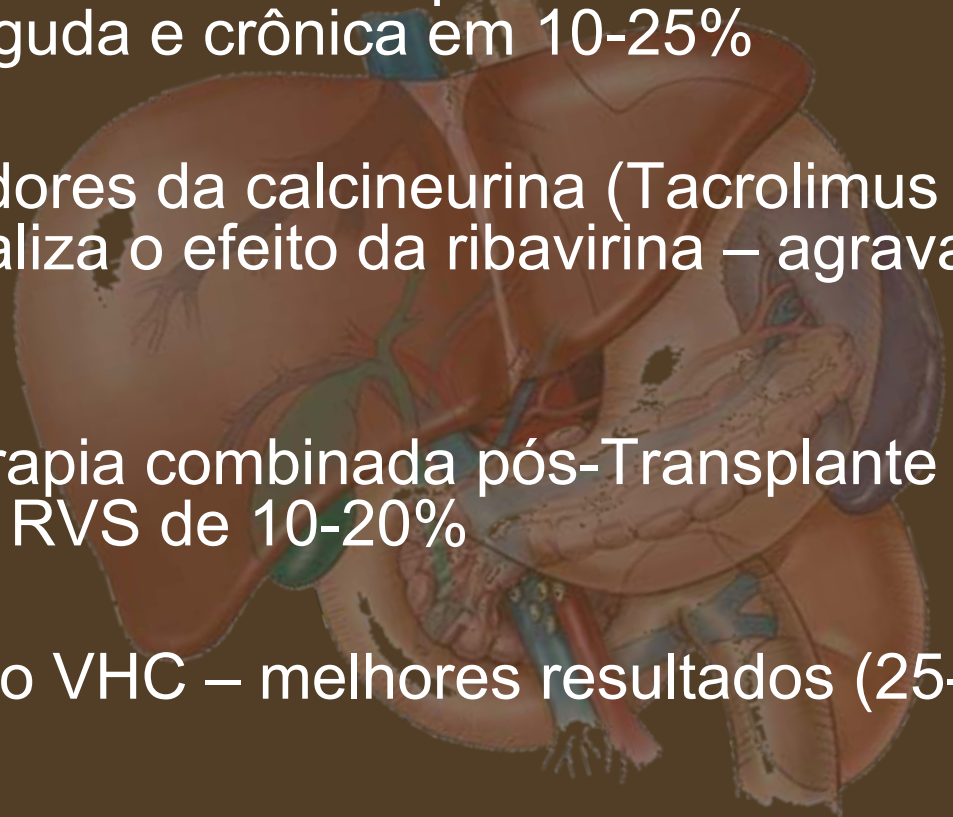 guda e crônica em 10-25%
dores da calcineurina (Tacrolimus
aliza o efeito da ribavirina – agrava
rapia combinada pós-Transplante
RVS de 10-20%
o VHC – melhores resultados (25-